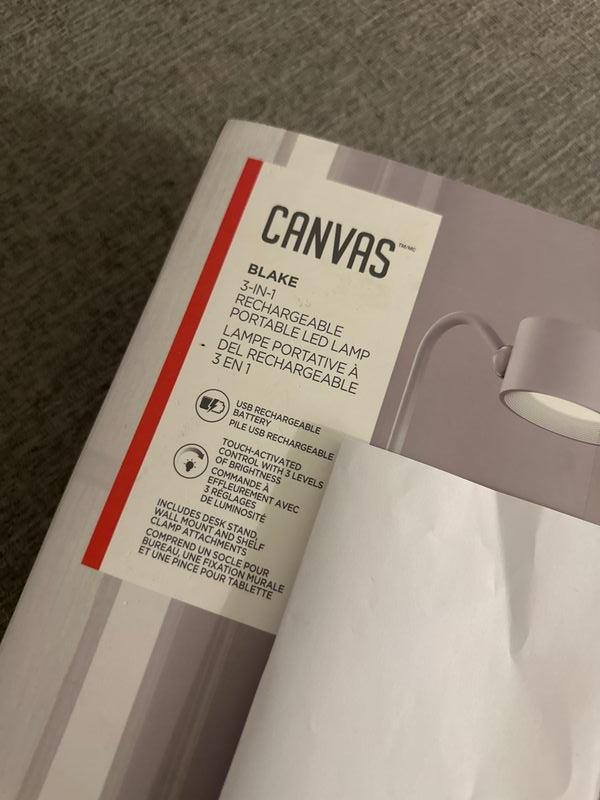 CANVAS™/MC
BLAKE
3-IN-1
RECHARGEABLE
PORTABLE LED LAMP
LAMPE PORTATIVE À
DEL RECHARGEABLE
3 EN 1
USB RECHARGEABLE
BATTERY
PILE USB RECHARGEABLE
TOUCH-ACTIVATED
CONTROL WITH 3 LEVELS
OF BRIGHTNESS
COMMANDE À
EFFLEUREMENT AVEC
3 RÉGLAGES
DE LUMINOSITÉ
INCLUDES DESK STAND,
WALL MOUNT AND SHELF
CLAMP ATTACHMENTS
COMPREND UN SOCLE POUR
BUREAU, UNE FIXATION MURALE
ET UNE PINCE POUR TABLETTE